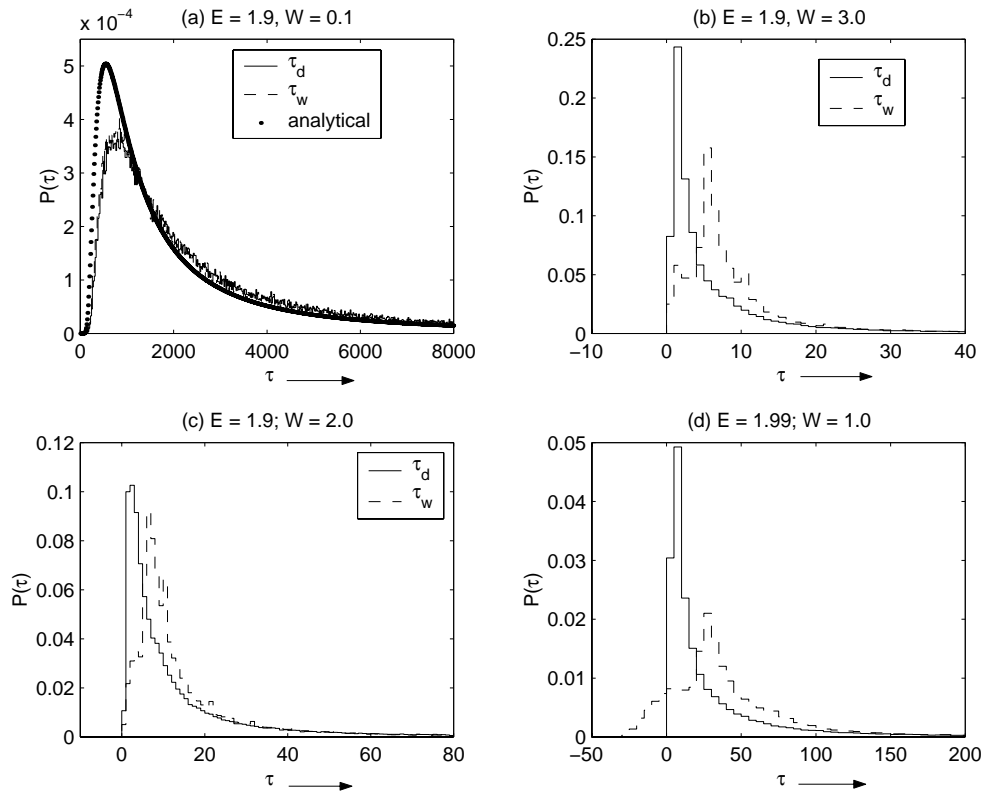 (a) E = 1.9, W = 0.1
x 10⁻⁴
5
4
3
2
1
0
0 2000 4000 6000 8000
P(τ)
τ
τ_d
τ_w
analytical
(b) E = 1.9, W = 3.0
0.25
0.2
0.15
0.1
0.05
0
−10 0 10 20 30 40
P(τ)
τ
τ_d
τ_w
(c) E = 1.9; W = 2.0
0.12
0.1
0.08
0.06
0.04
0.02
0
0 20 40 60 80
P(τ)
τ
τ_d
τ_w
(d) E = 1.99; W = 1.0
0.05
0.04
0.03
0.02
0.01
0
−50 0 50 100 150 200
P(τ)
τ
τ_d
τ_w